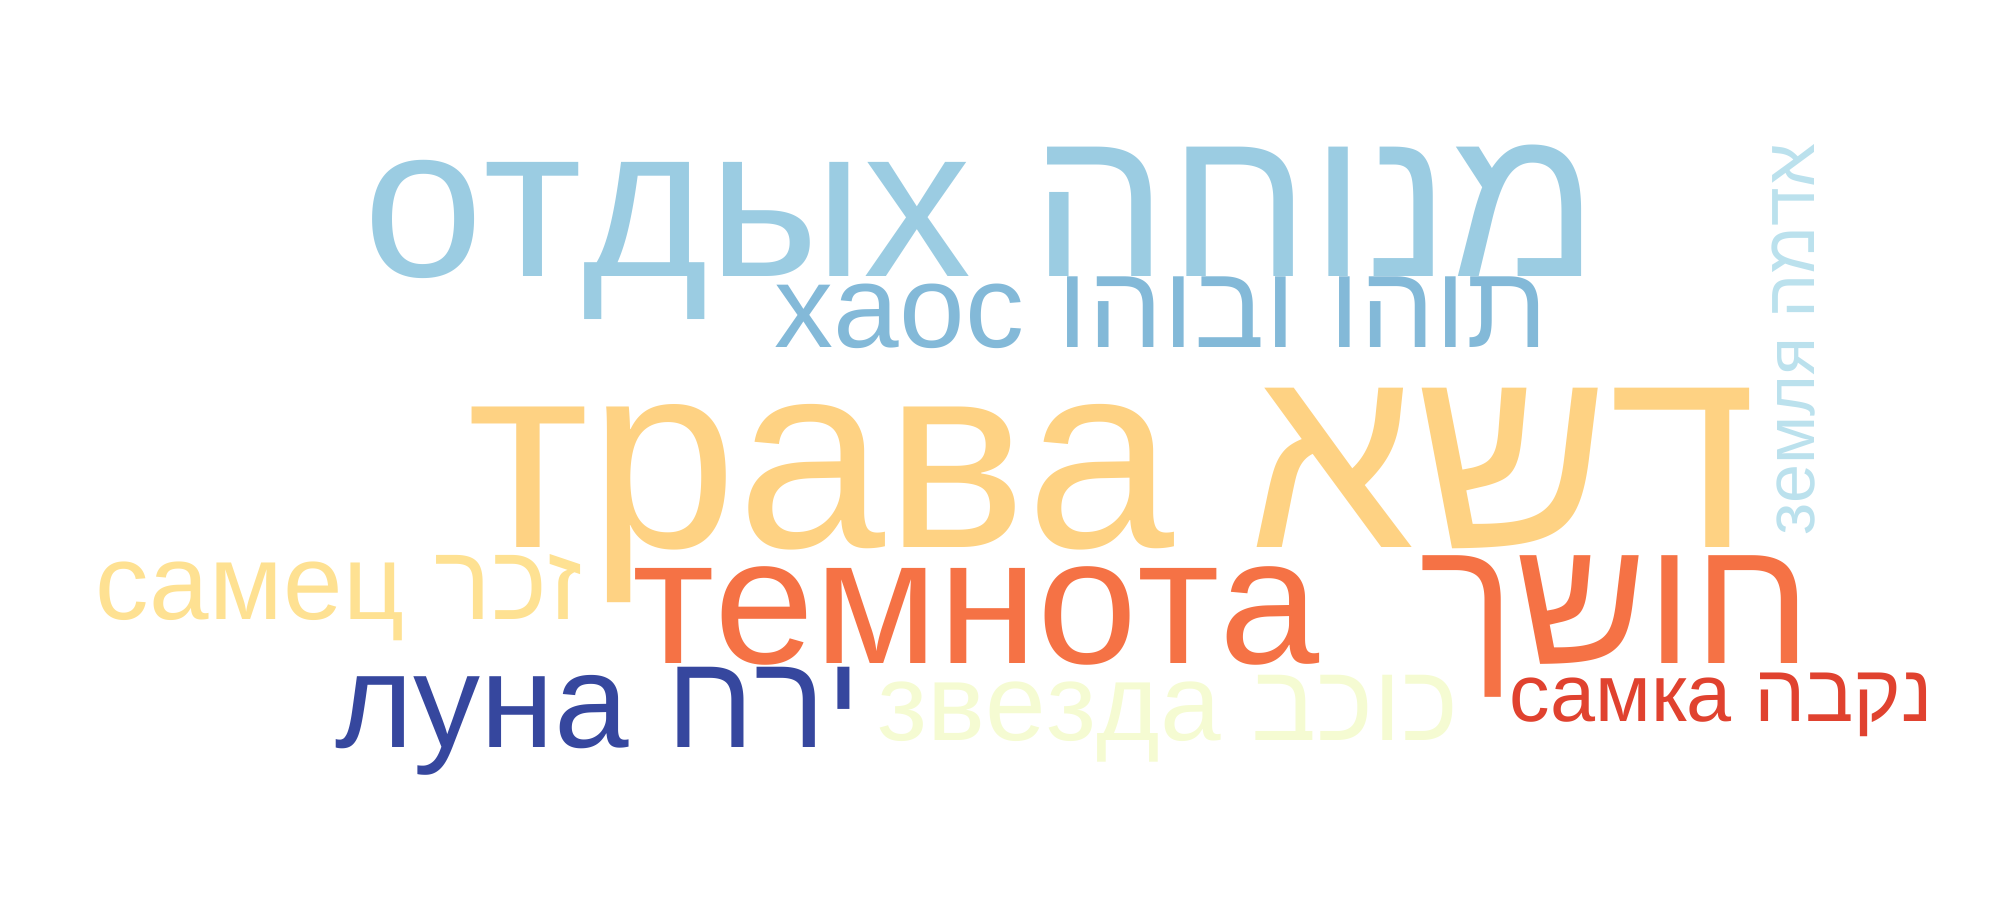 отдых מנוחה
хаос תוהו ובוהו
земля אדמה
трава דשא
самец זכר
темнота חושך
луна ירח
звезда כוכב
самка נקבה